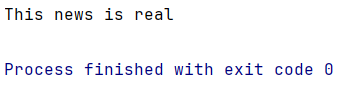 This news is real
Process finished with exit code 0